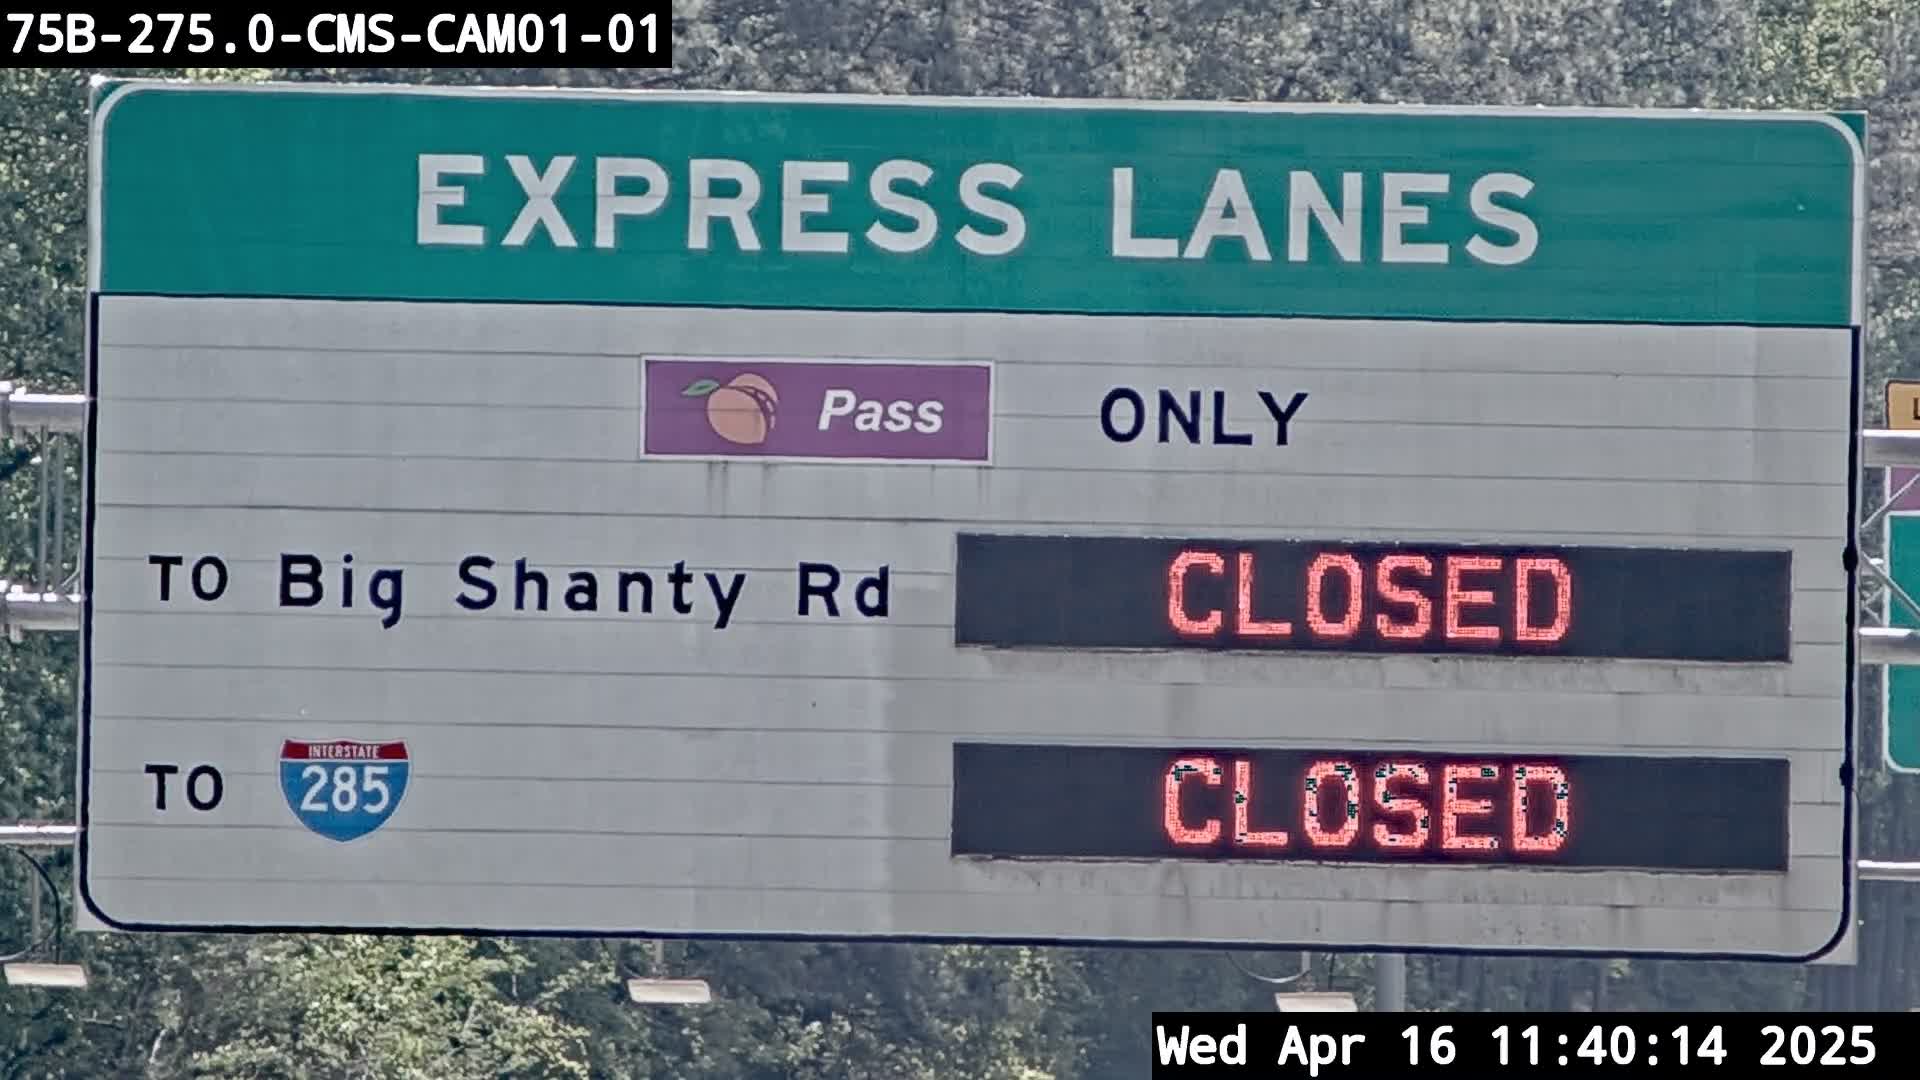 75B-275.0-CMS-CAM01-01
EXPRESS LANES
Pass ONLY
TO Big Shanty Rd CLOSED
INTERSTATE
TO 285 CLOSED
Wed Apr 16 11:40:14 2025